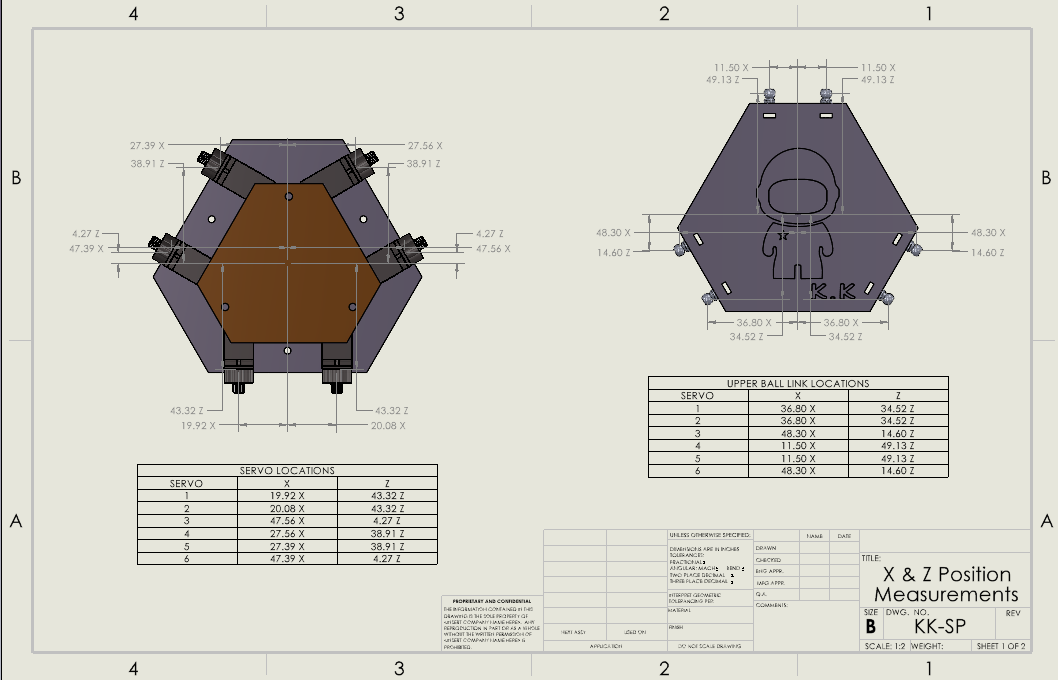 4 3 2 1
B B
A A
27.39 X 27.56 X
38.91 Z 38.91 Z
4.27 Z 4.27 Z
47.39 X 47.56 X
43.32 Z 43.32 Z
19.92 X 20.08 X
11.50 X 11.50 X
49.13 Z 49.13 Z
48.30 X 48.30 X
14.60 Z 14.60 Z
K.K
36.80 X 36.80 X
34.52 Z 34.52 Z
UPPER BALL LINK LOCATIONS
SERVO X Z
1 36.80 X 34.52 Z
2 36.80 X 34.52 Z
3 48.30 X 14.60 Z
4 11.50 X 49.13 Z
5 11.50 X 49.13 Z
6 48.30 X 14.60 Z
SERVO LOCATIONS
SERVO X Z
1 19.92 X 43.32 Z
2 20.08 X 43.32 Z
3 47.56 X 4.27 Z
4 27.56 X 38.91 Z
5 27.39 X 38.91 Z
6 47.39 X 4.27 Z
PROPRIETARY AND CONFIDENTIAL
THE INFORMATION CONTAINED IN THIS
DRAWING IS THE SOLE PROPERTY OF
<INSERT COMPANY NAME HERE>. ANY
REPRODUCTION IN PART OR AS A WHOLE
WITHOUT THE WRITTEN PERMISSION OF
<INSERT COMPANY NAME HERE> IS
PROHIBITED.
NEXT ASSY USED ON
APPLICATION
UNLESS OTHERWISE SPECIFIED:
DIMENSIONS ARE IN INCHES
TOLERANCES:
FRACTIONAL
ANGULAR: MACH BEND
TWO PLACE DECIMAL
THREE PLACE DECIMAL
INTERPRET GEOMETRIC
TOLERANCING PER:
MATERIAL
FINISH
DO NOT SCALE DRAWING
NAME DATE
DRAWN
CHECKED
ENG APPR.
MFG APPR.
Q.A.
COMMENTS:
TITLE:
X & Z Position
Measurements
SIZE DWG. NO. REV
B KK-SP
SCALE: 1:2 WEIGHT: SHEET 1 OF 2
4 3 2 1